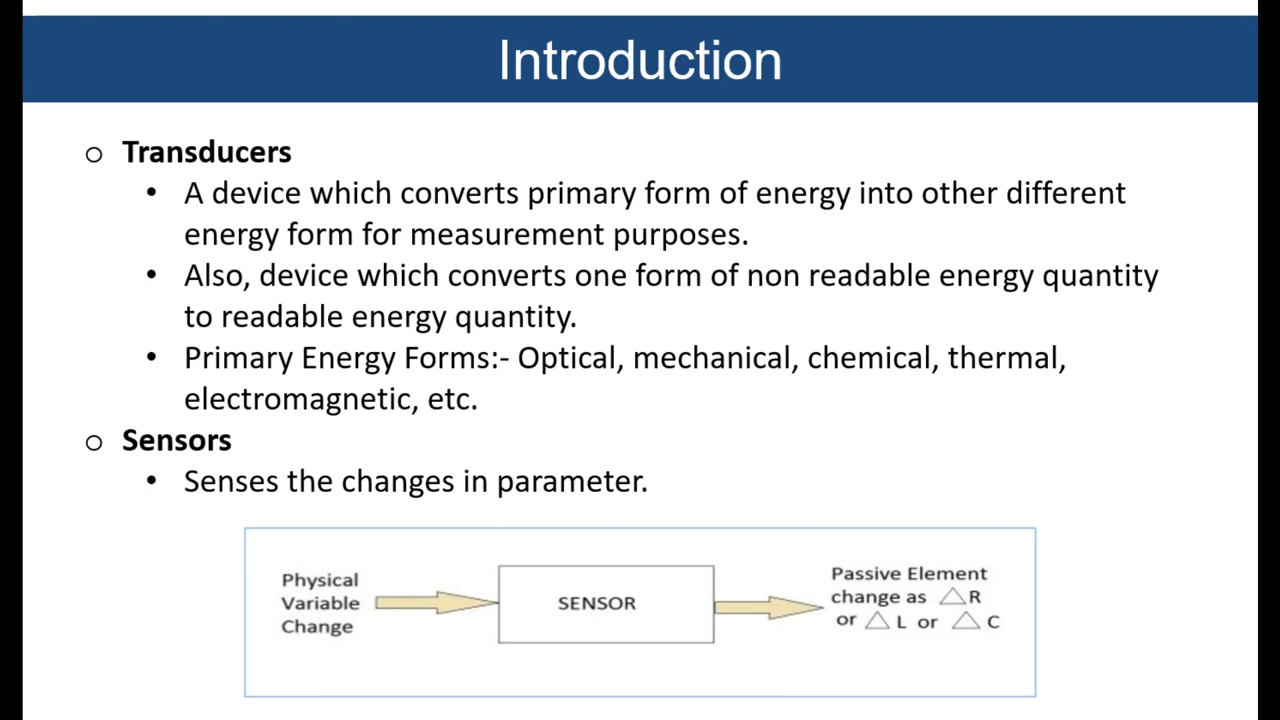 Introduction
o Transducers
• A device which converts primary form of energy into other different
energy form for measurement purposes.
• Also, device which converts one form of non readable energy quantity
to readable energy quantity.
• Primary Energy Forms:- Optical, mechanical, chemical, thermal,
electromagnetic, etc.
o Sensors
• Senses the changes in parameter.
Physical
Variable
Change
SENSOR
Passive Element
change as △R
or △ L or △ C